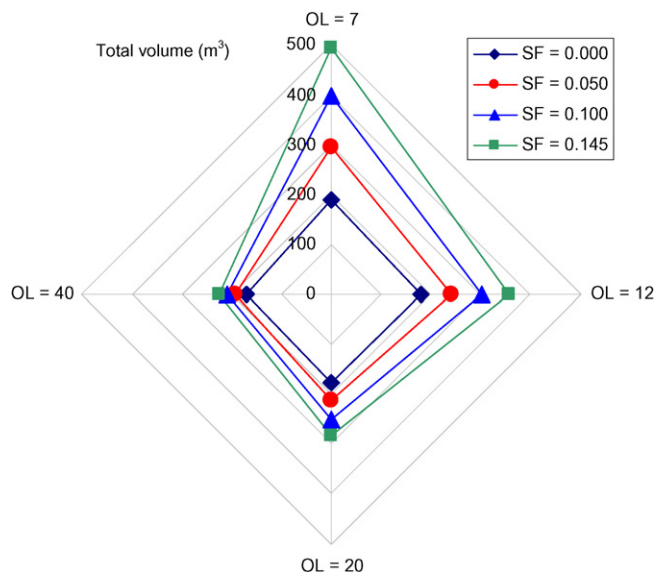 OL = 7
Total volume (m³)
500
400
300
200
100
0
SF = 0.000
SF = 0.050
SF = 0.100
SF = 0.145
OL = 40
OL = 12
OL = 20